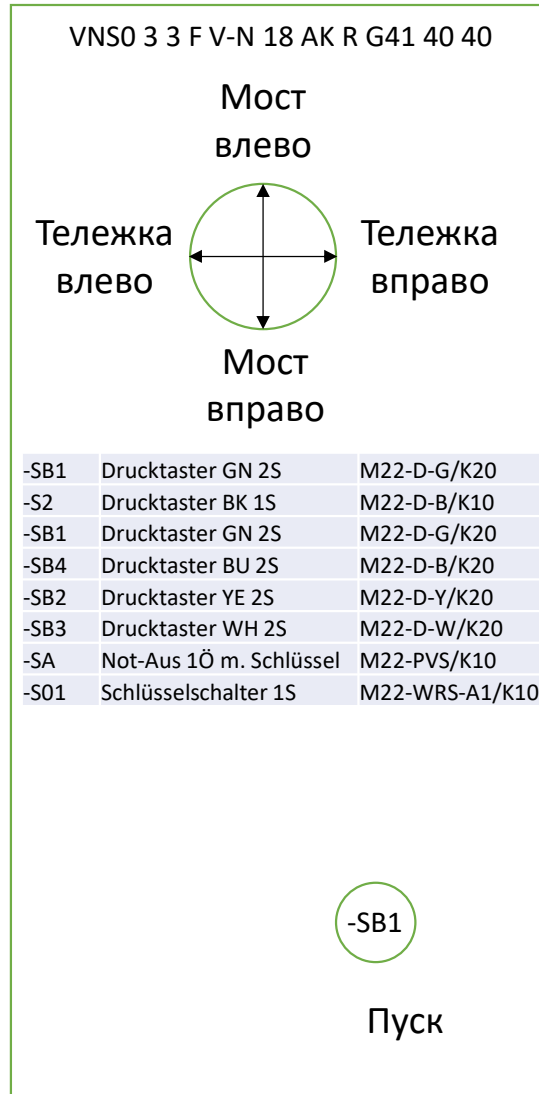 VNS0 3 3 F V-N 18 AK R G41 40 40
Мост
влево
Тележка
влево
Тележка
вправо
Мост
вправо
-SB1 Drucktaster GN 2S M22-D-G/K20
-S2 Drucktaster BK 1S M22-D-B/K10
-SB1 Drucktaster GN 2S M22-D-G/K20
-SB4 Drucktaster BU 2S M22-D-B/K20
-SB2 Drucktaster YE 2S M22-D-Y/K20
-SB3 Drucktaster WH 2S M22-D-W/K20
-SA Not-Aus 1Ö m. Schlüssel M22-PVS/K10
-S01 Schlüsselschalter 1S M22-WRS-A1/K10
-SB1
Пуск